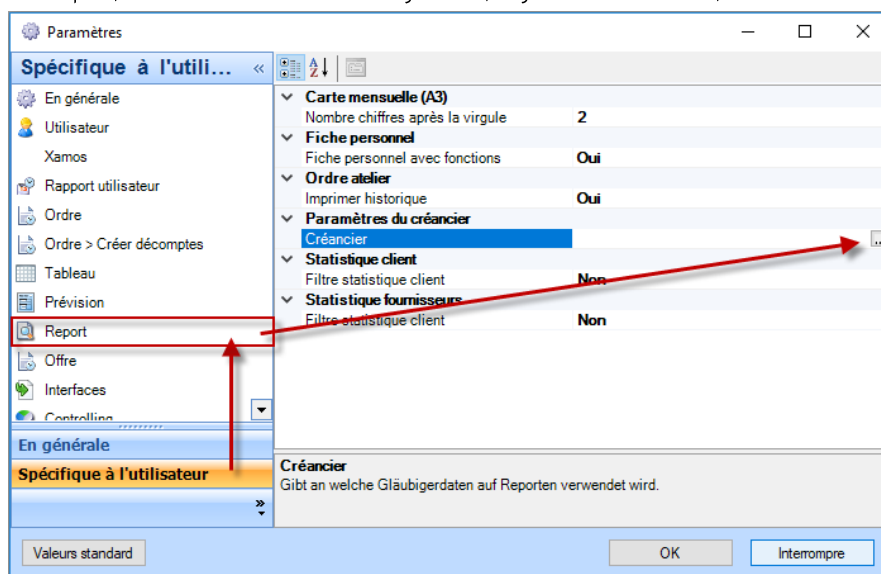 Paramètres
Spécifique à l'utili... «
En générale
Utilisateur
Xamos
Rapport utilisateur
Ordre
Ordre > Créer décomptes
Tableau
Prévision
Report
Offre
Interfaces
Controlling
En générale
Spécifique à l'utilisateur
»
Carte mensuelle (A3)
Nombre chiffres après la virgule 2
Fiche personnel
Fiche personnel avec fonctions Oui
Ordre atelier
Imprimer historique Oui
Paramètres du créancier
Créancier
Statistique client
Filtre statistique client Non
Statistique fournisseurs
Filtre statistique client Non
Créancier
Gibt an welche Gläubigerdaten auf Reporten verwendet wird.
Valeurs standard
OK
Interrompre